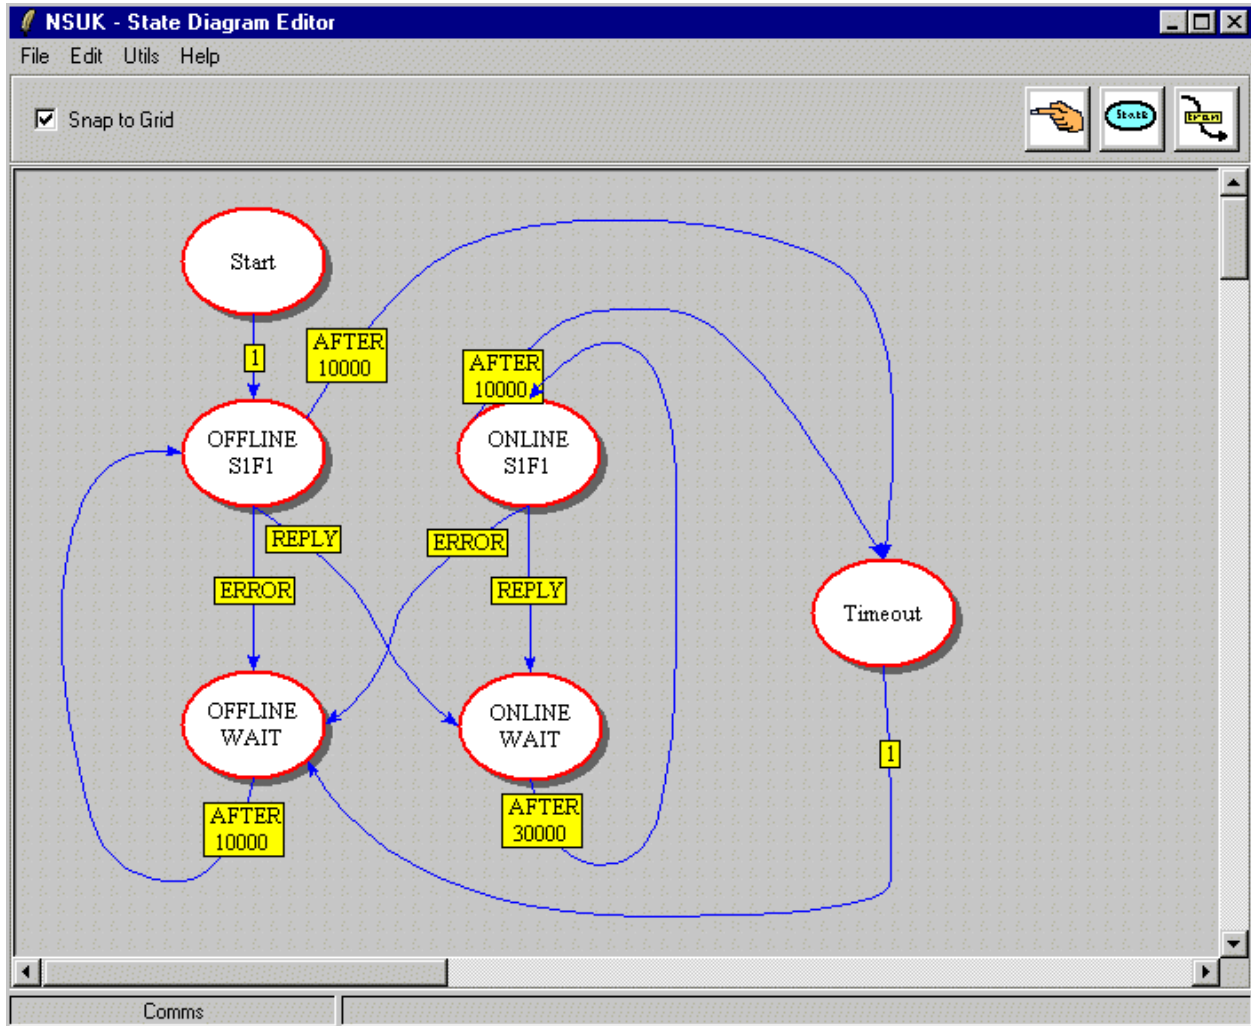 NSUK - State Diagram Editor
File Edit Utils Help
Snap to Grid
State
Start
1
AFTER
10000
AFTER
10000
OFFLINE
S1F1
ONLINE
S1F1
REPLY
ERROR
ERROR
REPLY
Timeout
OFFLINE
WAIT
ONLINE
WAIT
1
AFTER
10000
AFTER
30000
Comms